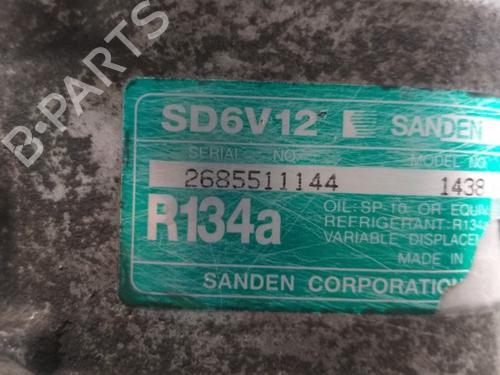 B-PARTS
SD6V12 SANDEN
SERIAL NO. MODEL NO.
2685511144 1438
R134a
OIL: SP-10 OR EQUIV
REFRIGERANT: R134a
VARIABLE DISPLACEM
MADE IN
SANDEN CORPORATION